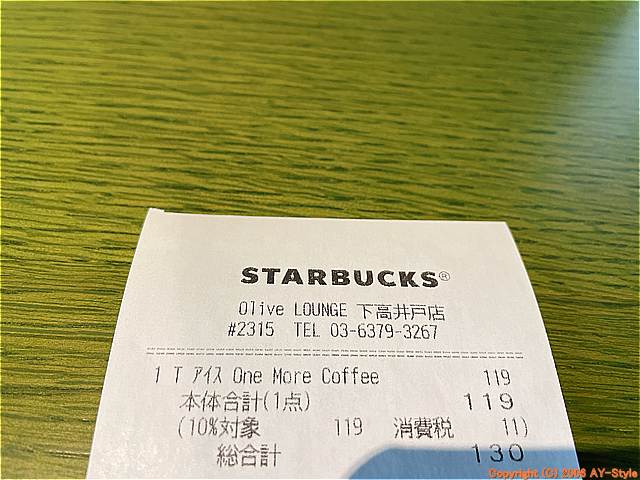 STARBUCKS®
Olive LOUNGE 下高井戸店
#2315 TEL 03-6379-3267
1 T アイス One More Coffee 119
本体合計(1点) 119
(10%対象 119 消費税 11)
総合計 130
Copyright (C) 2006 AY-Style